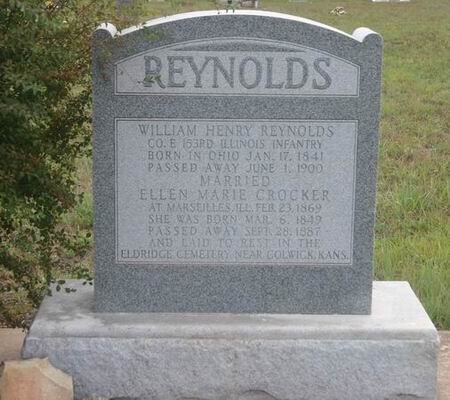 REYNOLDS
WILLIAM HENRY REYNOLDS
CO. E 153RD ILLINOIS INFANTRY
BORN IN OHIO JAN. 17, 1841
PASSED AWAY JUNE 1, 1900
MARRIED
ELLEN MARIE CROCKER
AT MARSEILLES, ILL. FEB. 23, 1869
SHE WAS BORN MAR. 6, 1849
PASSED AWAY SEPT. 28, 1887
AND LAID TO REST IN THE
ELDRIDGE CEMETERY NEAR COLWICK, KANS.